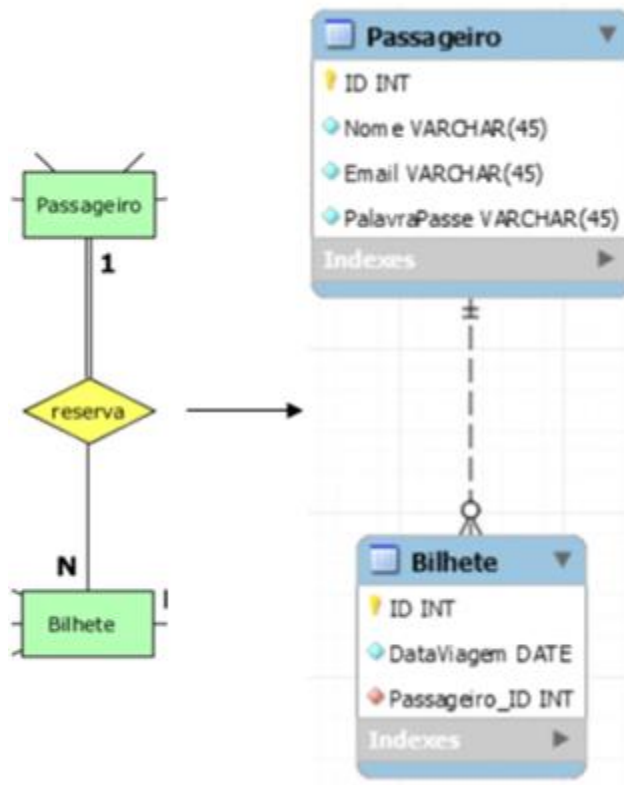 Passageiro
1
reserva
N
Bilhete
Passageiro
ID INT
Nome VARCHAR(45)
Email VARCHAR(45)
PalavraPasse VARCHAR(45)
Indexes
Bilhete
ID INT
DataViagem DATE
Passageiro_ID INT
Indexes